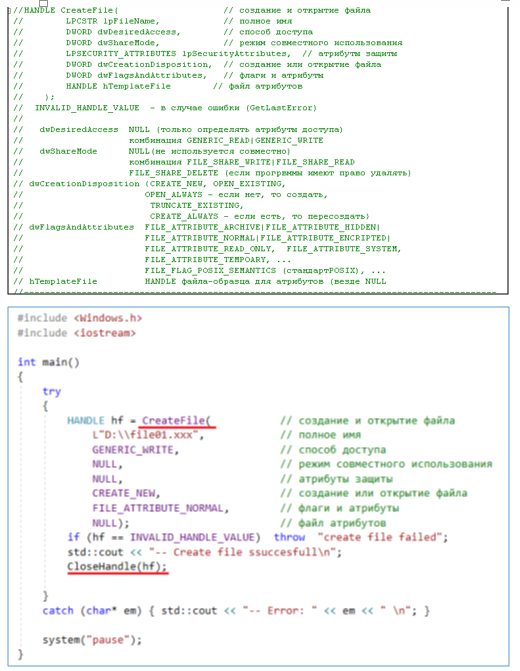 //HANDLE CreateFile( // создание и открытие файла
// LPCSTR lpFileName, // полное имя
// DWORD dwDesiredAccess, // способ доступа
// DWORD dwShareMode, // режим совместного использования
// LPSECURITY_ATTRIBUTES lpSecurityAttributes, // атрибуты защиты
// DWORD dwCreationDisposition, // создание или открытие файла
// DWORD dwFlagsAndAttributes, // флаги и атрибуты
// HANDLE hTemplateFile // файл атрибутов
// );
// INVALID_HANDLE_VALUE - в случае ошибки (GetLastError)
//
// dwDesiredAccess NULL (только определять атрибуты доступа)
// комбинация GENERIC_READ|GENERIC_WRITE
// dwShareMode NULL(не используется совместно)
// комбинация FILE_SHARE_WRITE|FILE_SHARE_READ
// FILE_SHARE_DELETE (если прогрвммы имеют право удалять)
// dwCreationDisposition (CREATE_NEW, OPEN_EXISTING,
// OPEN_ALWAYS - если нет, то создать,
// TRUNCATE_EXISTING,
// CREATE_ALWAYS - если есть, то пересоздать)
// dwFlagsAndAttributes FILE_ATTRIBUTE_ARCHIVE|FILE_ATTRIBUTE_HIDDEN|
// FILE_ATTRIBUTE_NORMAL|FILE_ATTRIBUTE_ENCRIPTED|
// FILE_ATTRIBUTE_READ_ONLY, FILE_ATTRIBUTE_SYSTEM,
// FILE_ATTRIBUTE_TEMPOARY, ...
// FILE_FLAG_POSIX_SEMANTICS (стандартPOSIX), ...
// hTemplateFile HANDLE файла-образца для атрибутов (везде NULL
//------------------------------------------------------------
#include <Windows.h>
#include <iostream>
int main()
{
try
{
HANDLE hf = CreateFile( // создание и открытие файла
L"D:\\file01.xxx", // полное имя
GENERIC_WRITE, // способ доступа
NULL, // режим совместного использования
NULL, // атрибуты защиты
CREATE_NEW, // создание или открытие файла
FILE_ATTRIBUTE_NORMAL, // флаги и атрибуты
NULL); // файл атрибутов
if (hf == INVALID_HANDLE_VALUE) throw "create file failed";
std::cout << "-- Create file ssuccesfull\n";
CloseHandle(hf);
}
catch (char* em) { std::cout << "-- Error: " << em << " \n"; }
system("pause");
}